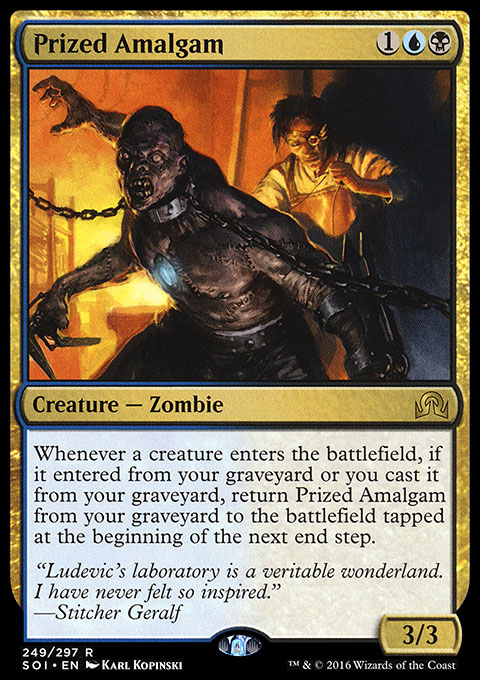 Prized Amalgam 1
Creature — Zombie
Whenever a creature enters the battlefield, if
it entered from your graveyard or you cast it
from your graveyard, return Prized Amalgam
from your graveyard to the battlefield tapped
at the beginning of the next end step.
“Ludevic’s laboratory is a veritable wonderland.
I have never felt so inspired.”
—Stitcher Geralf
3/3
249/297 R
SOI • EN Karl Kopinski
™ & © 2016 Wizards of the Coast